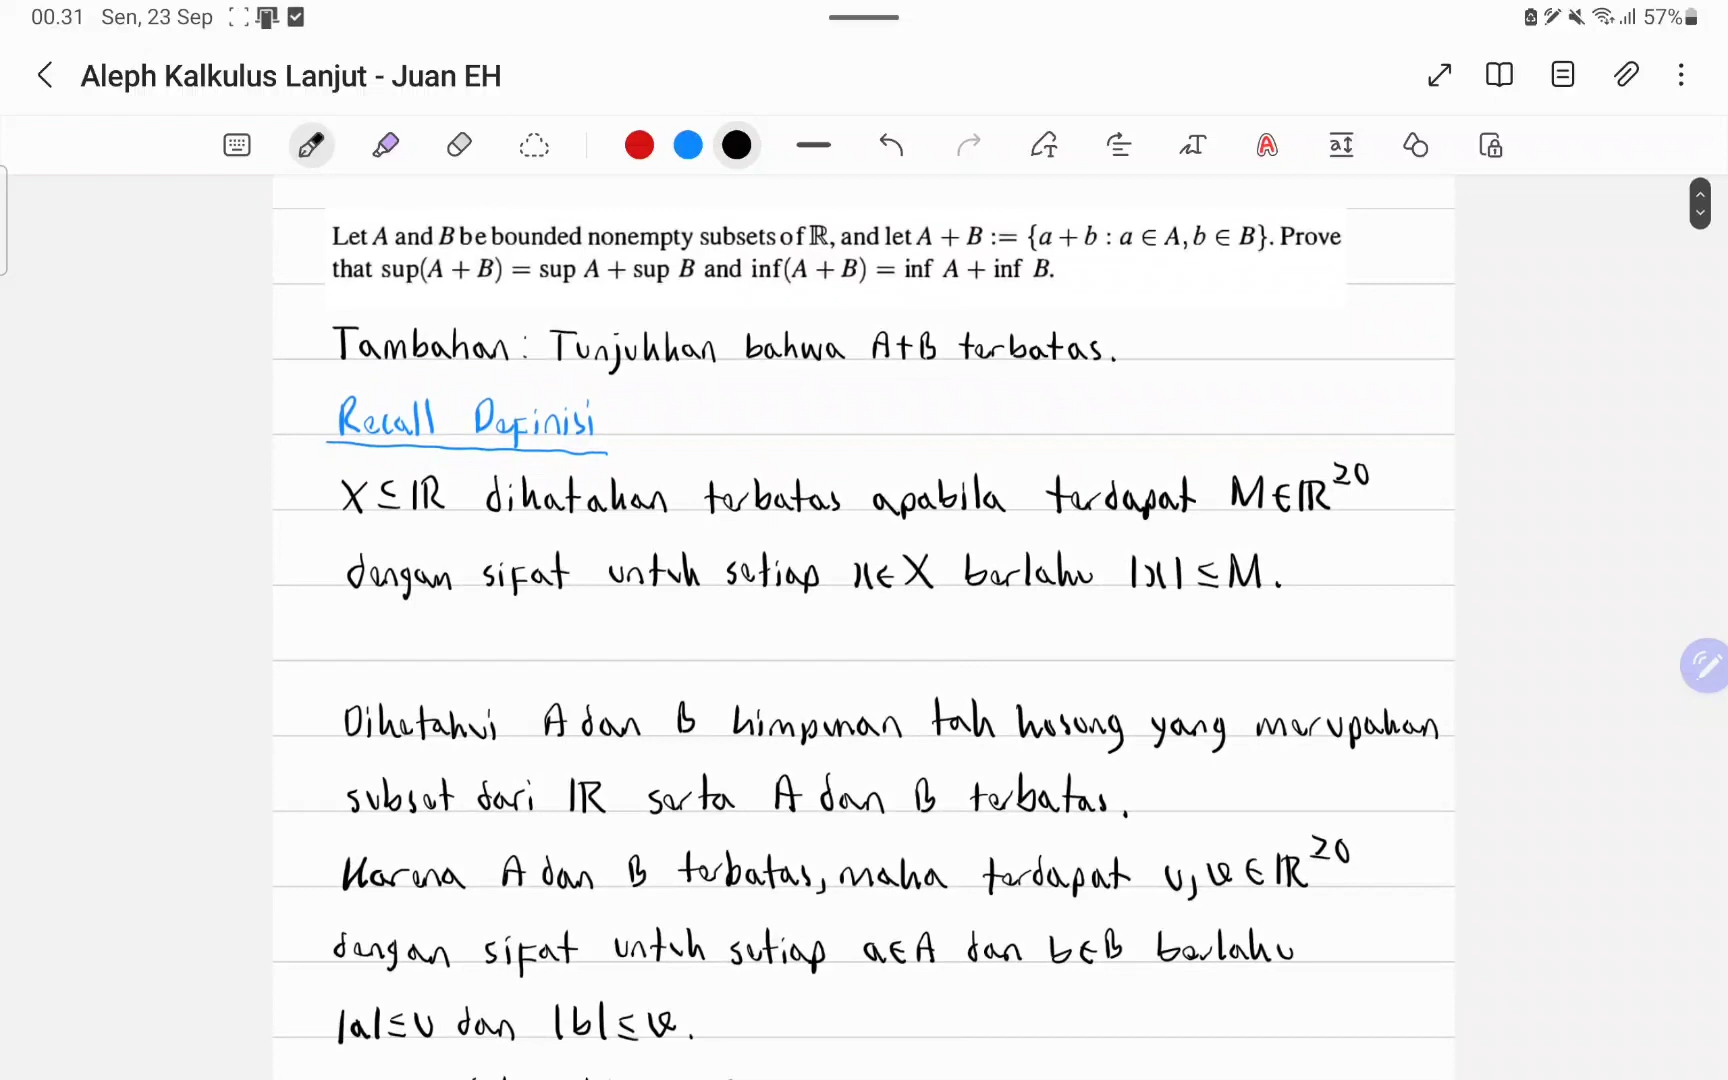 00.31 Sen, 23 Sep 57%
Aleph Kalkulus Lanjut - Juan EH
Let A and B be bounded nonempty subsets of ℝ, and let A + B := {a + b : a ∈ A, b ∈ B}. Prove
that sup(A + B) = sup A + sup B and inf(A + B) = inf A + inf B.
Tambahan : Tunjukkan bahwa A+B terbatas.
Recall Definisi
X ⊆ ℝ dikatakan terbatas apabila terdapat M ∈ ℝ^≥0
dengan sifat untuk setiap x ∈ X berlaku |x| ≤ M.
Diketahui A dan B himpunan tak kosong yang merupakan
subset dari ℝ serta A dan B terbatas.
Karena A dan B terbatas, maka terdapat u, v ∈ ℝ^≥0
dengan sifat untuk setiap a ∈ A dan b ∈ B berlaku
|a| ≤ u dan |b| ≤ v.